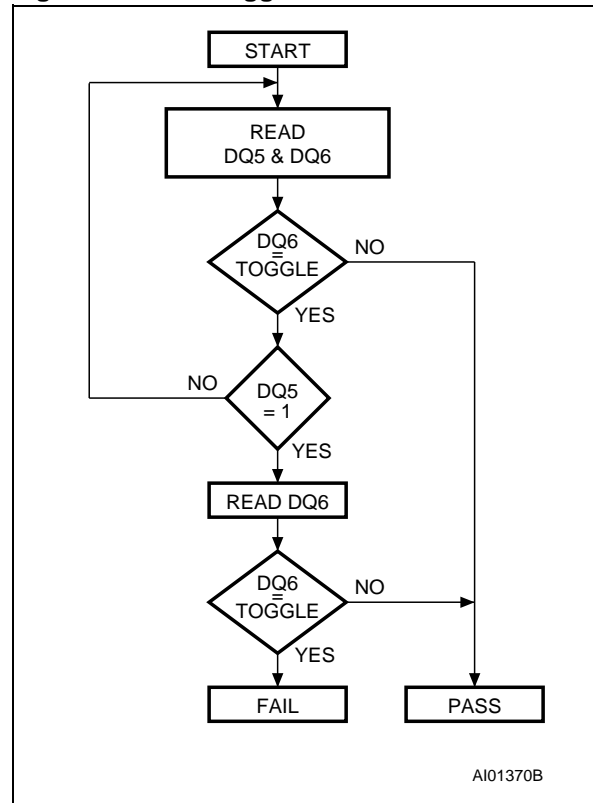 START
READ
DQ5 & DQ6
DQ6
=
TOGGLE
NO
YES
NO
DQ5
= 1
YES
READ DQ6
DQ6
=
TOGGLE
NO
YES
FAIL
PASS
AI01370B